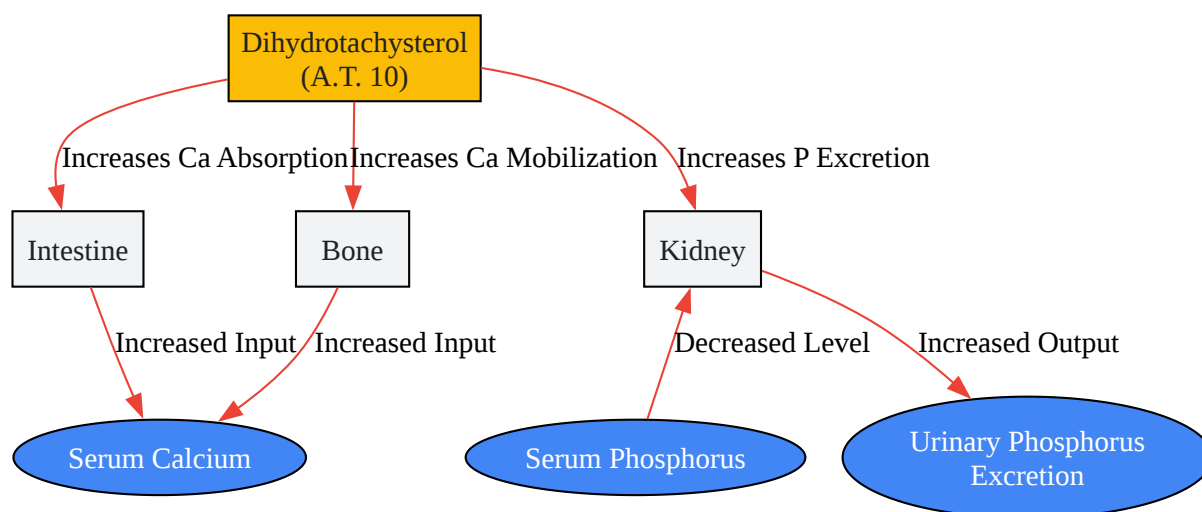 Dihydrotachysterol
(A.T. 10)
Increases Ca Absorption
Increases Ca Mobilization
Increases P Excretion
Intestine
Bone
Kidney
Increased Input
Increased Input
Decreased Level
Increased Output
Serum Calcium
Serum Phosphorus
Urinary Phosphorus
Excretion